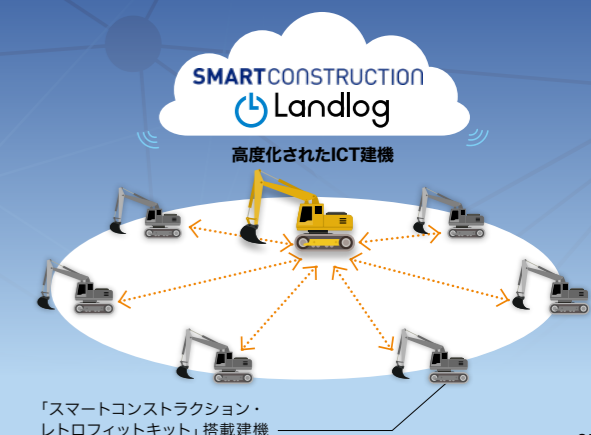 SMARTCONSTRUCTION
Landlog
高度化されたICT建機
「スマートコンストラクション・
レトロフィットキット」搭載建機